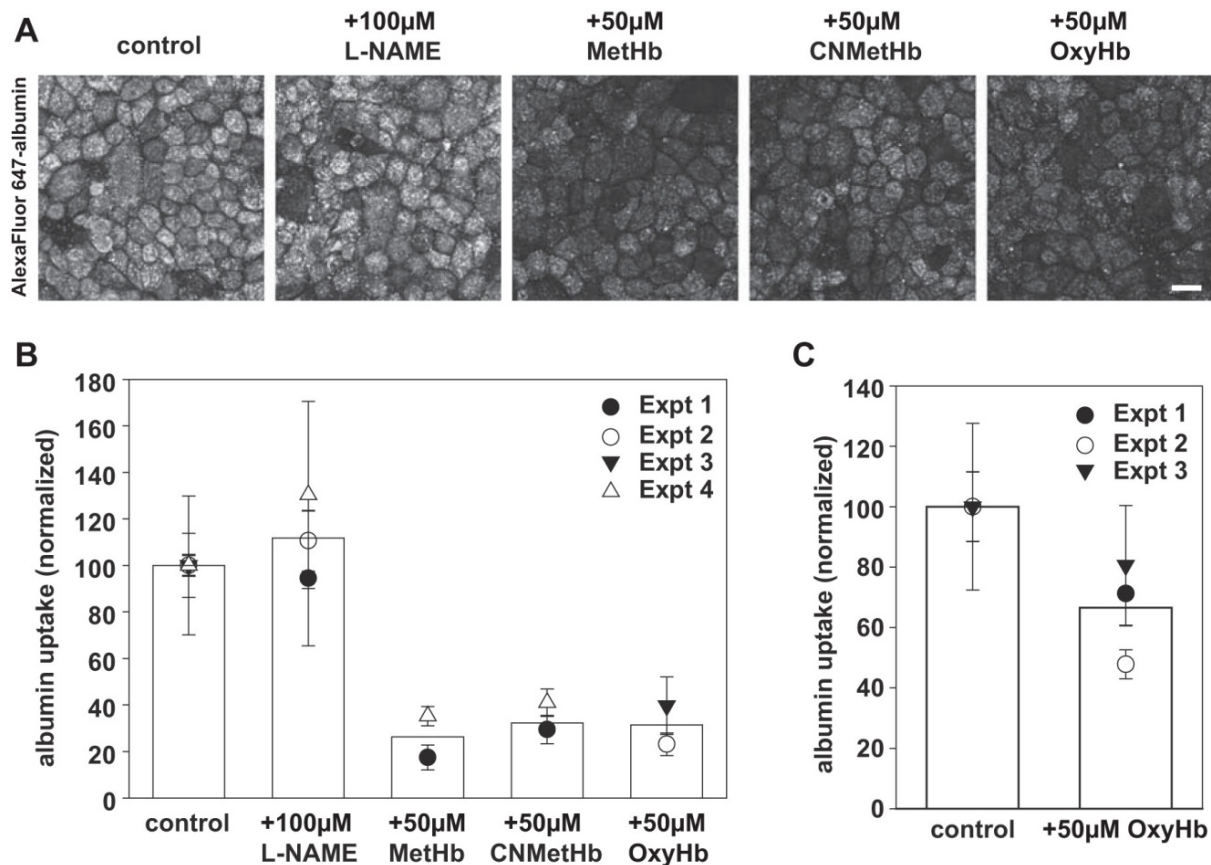 A
control
+100µM
L-NAME
+50µM
MetHb
+50µM
CNMetHb
+50µM
OxyHb
AlexaFluor 647-albumin
B
albumin uptake (normalized)
180
160
140
120
100
80
60
40
20
0
Expt 1
Expt 2
Expt 3
Expt 4
control
+100µM
L-NAME
+50µM
MetHb
+50µM
CNMetHb
+50µM
OxyHb
C
albumin uptake (normalized)
140
120
100
80
60
40
20
0
Expt 1
Expt 2
Expt 3
control
+50µM OxyHb